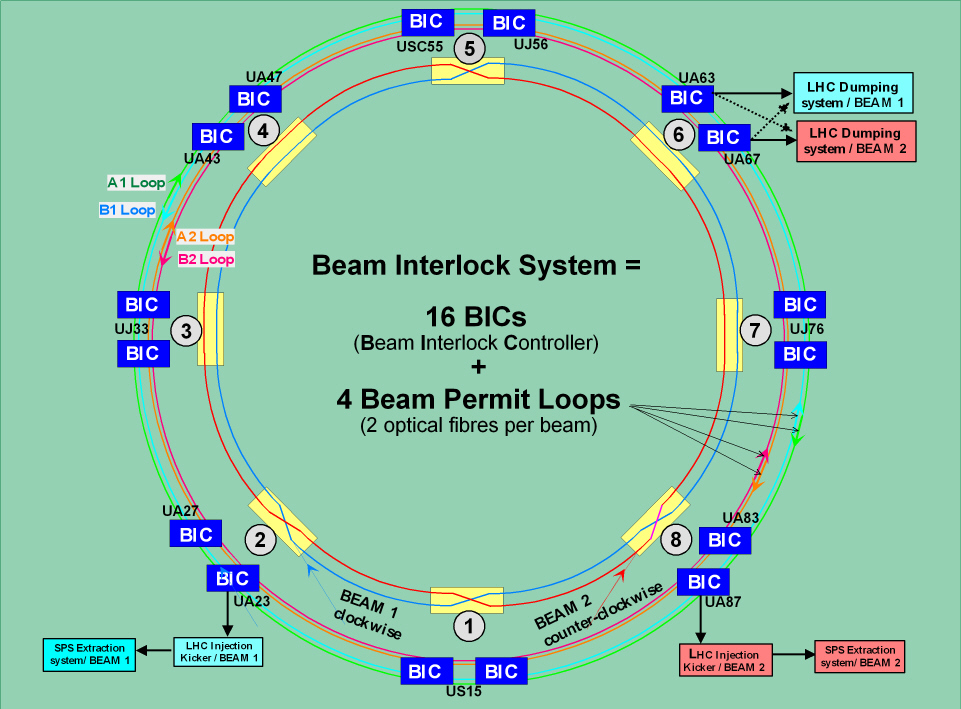 BIC
BIC
USC55
5
UJ56
UA47
BIC
4
BIC
UA43
UA63
BIC
6
BIC
UA67
LHC Dumping
system / BEAM 1
LHC Dumping
system / BEAM 2
A1 Loop
B1 Loop
A2 Loop
B2 Loop
Beam Interlock System =
16 BICs
(Beam Interlock Controller)
+
4 Beam Permit Loops
(2 optical fibres per beam)
BIC
UJ33
3
BIC
BIC
7
UJ76
BIC
UA27
BIC
2
BIC
UA23
BEAM 1
clockwise
BEAM 2
counter-clockwise
UA83
8
BIC
BIC
UA87
1
BIC
BIC
US15
SPS Extraction
system/ BEAM 1
LHC Injection
Kicker / BEAM 1
LHC Injection
Kicker / BEAM 2
SPS Extraction
system/ BEAM 2